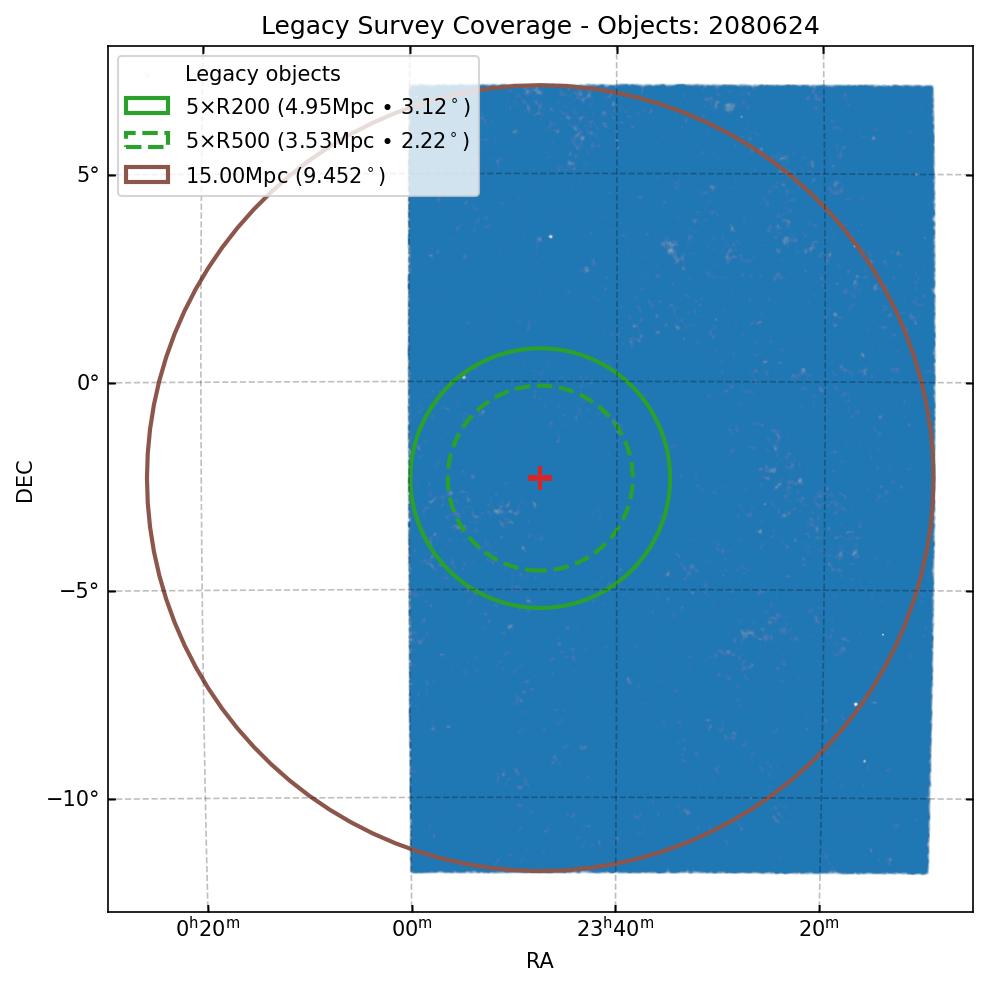 Legacy Survey Coverage - Objects: 2080624
Legacy objects
5×R200 (4.95Mpc • 3.12°)
5×R500 (3.53Mpc • 2.22°)
15.00Mpc (9.452°)
5°
0°
−5°
−10°
DEC
0ʰ20ᵐ
00ᵐ
23ʰ40ᵐ
20ᵐ
RA